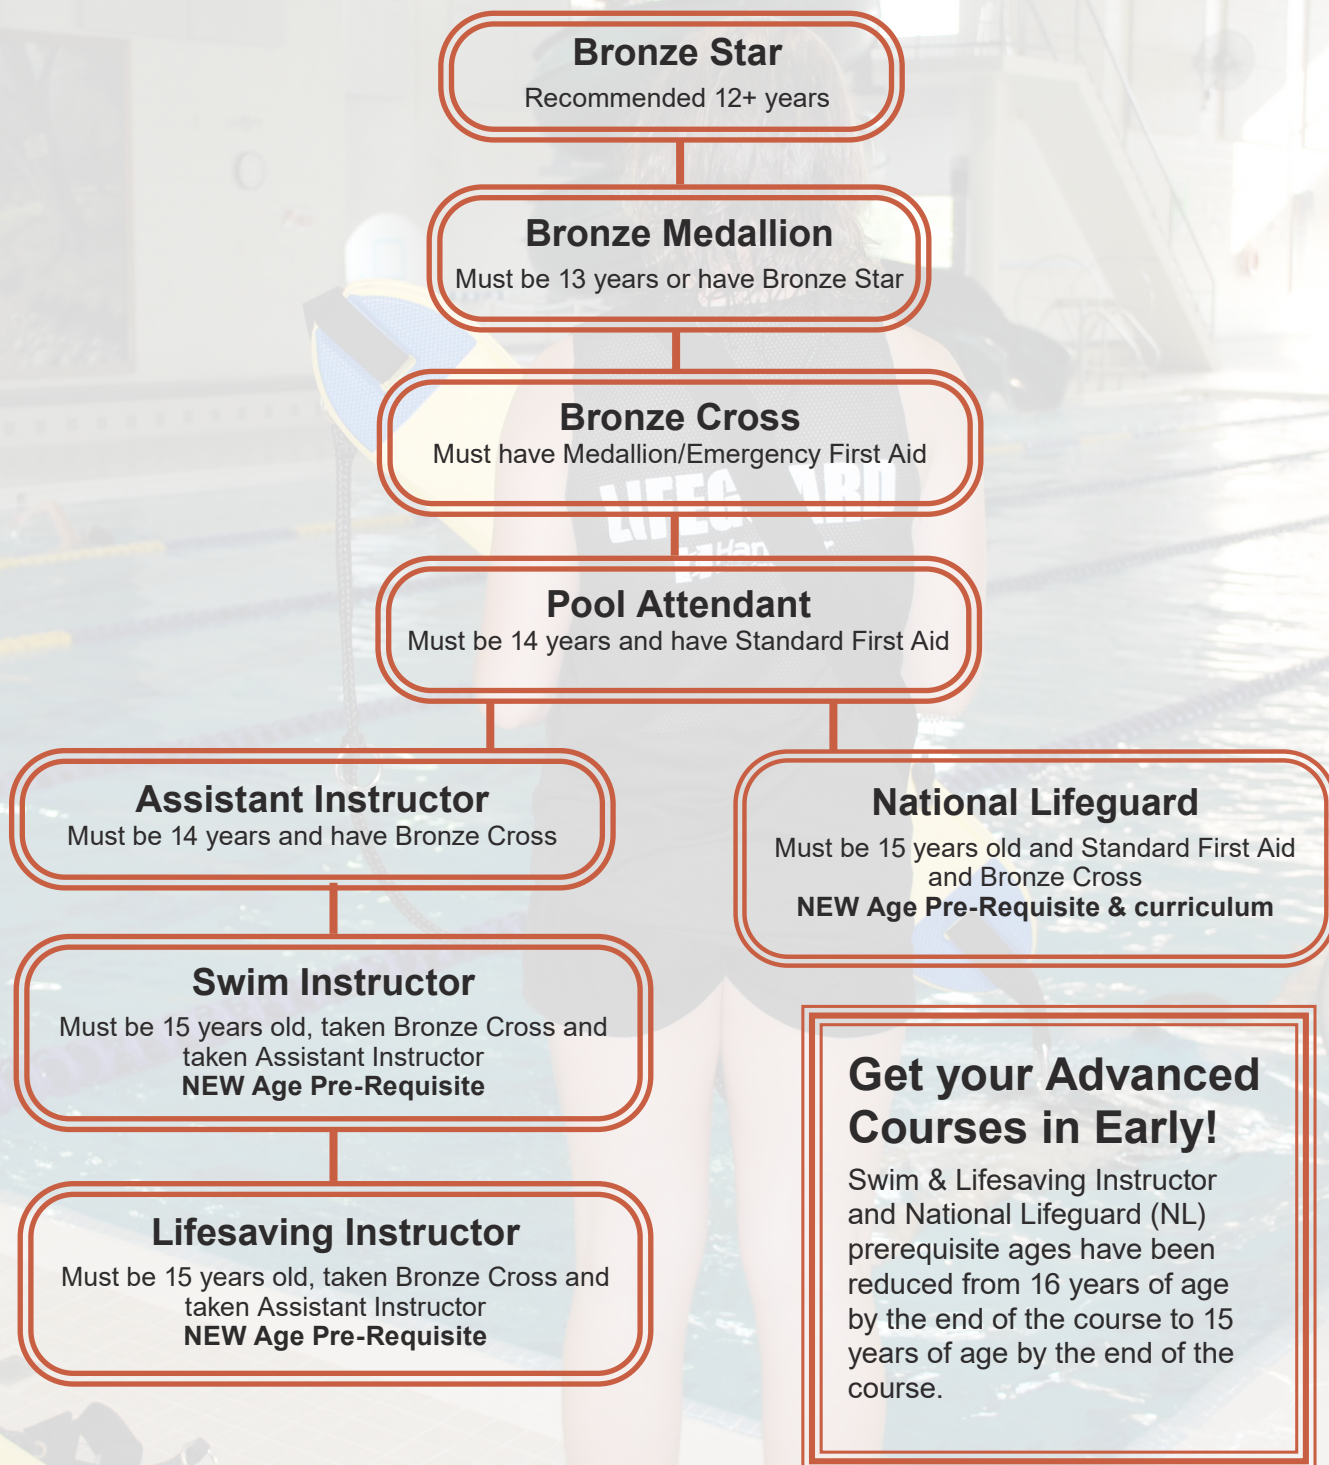 Bronze Star
Recommended 12+ years
Bronze Medallion
Must be 13 years or have Bronze Star
Bronze Cross
Must have Medallion/Emergency First Aid
LIFEG ARD
Pool Attendant
Must be 14 years and have Standard First Aid
Assistant Instructor
Must be 14 years and have Bronze Cross
National Lifeguard
Must be 15 years old and Standard First Aid
and Bronze Cross
NEW Age Pre-Requisite & curriculum
Swim Instructor
Must be 15 years old, taken Bronze Cross and
taken Assistant Instructor
NEW Age Pre-Requisite
Lifesaving Instructor
Must be 15 years old, taken Bronze Cross and
taken Assistant Instructor
NEW Age Pre-Requisite
Get your Advanced
Courses in Early!
Swim & Lifesaving Instructor
and National Lifeguard (NL)
prerequisite ages have been
reduced from 16 years of age
by the end of the course to 15
years of age by the end of the
course.